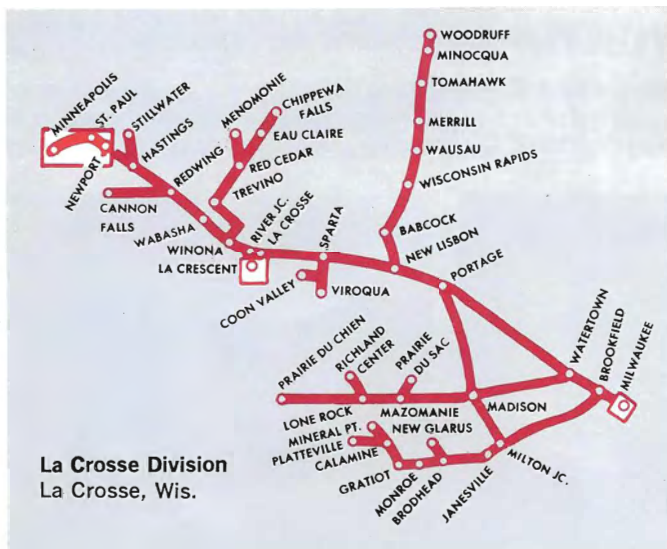 WOODRUFF
MINOCQUA
TOMAHAWK
MERRILL
WAUSAU
WISCONSIN RAPIDS
BABCOCK
NEW LISBON
MINNEAPOLIS
ST. PAUL
NEWPORT
STILLWATER
HASTINGS
CANNON
FALLS
REDWING
WABASHA
MENOMONIE
CHIPPEWA
FALLS
EAU CLAIRE
RED CEDAR
TREVINO
WINONA
RIVER JC.
LA CROSSE
LA CRESCENT
SPARTA
COON VALLEY
VIROQUA
PORTAGE
WATERTOWN
BROOKFIELD
MILWAUKEE
PRAIRIE DU CHIEN
RICHLAND
CENTER
PRAIRIE
DU SAC
LONE ROCK
MAZOMANIE
MADISON
MINERAL PT.
NEW GLARUS
PLATTEVILLE
CALAMINE
GRATIOT
MONROE
BRODHEAD
JANESVILLE
MILTON JC.
La Crosse Division
La Crosse, Wis.